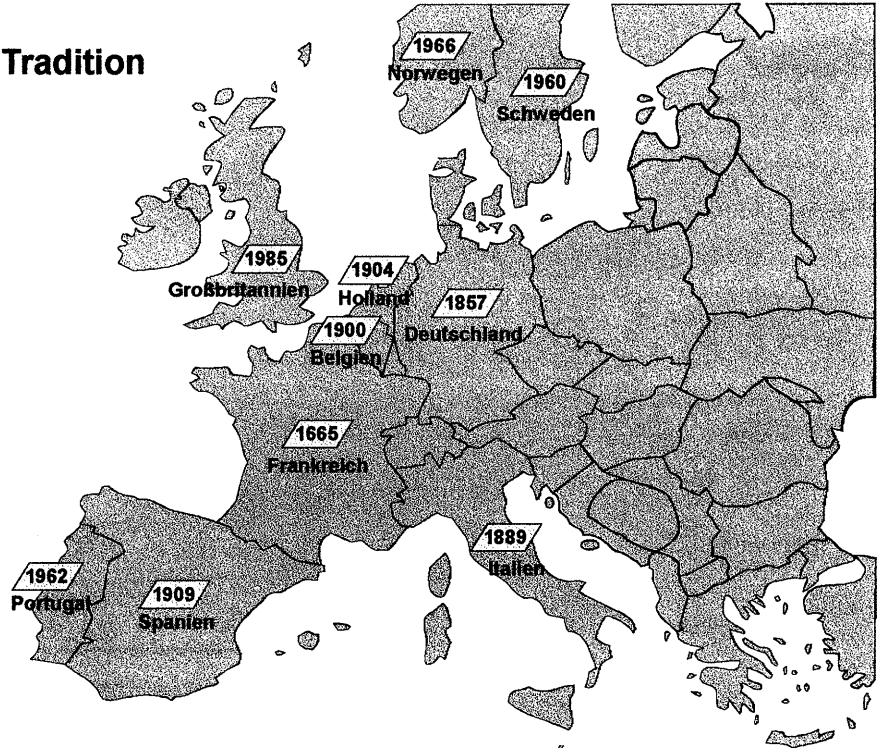 Tradition
1966
Norwegen
1960
Schweden
1985
Großbritannien
1904
Holland
1857
Deutschland
1900
Belgien
1665
Frankreich
1889
Italien
1962
Portugal
1909
Spanien